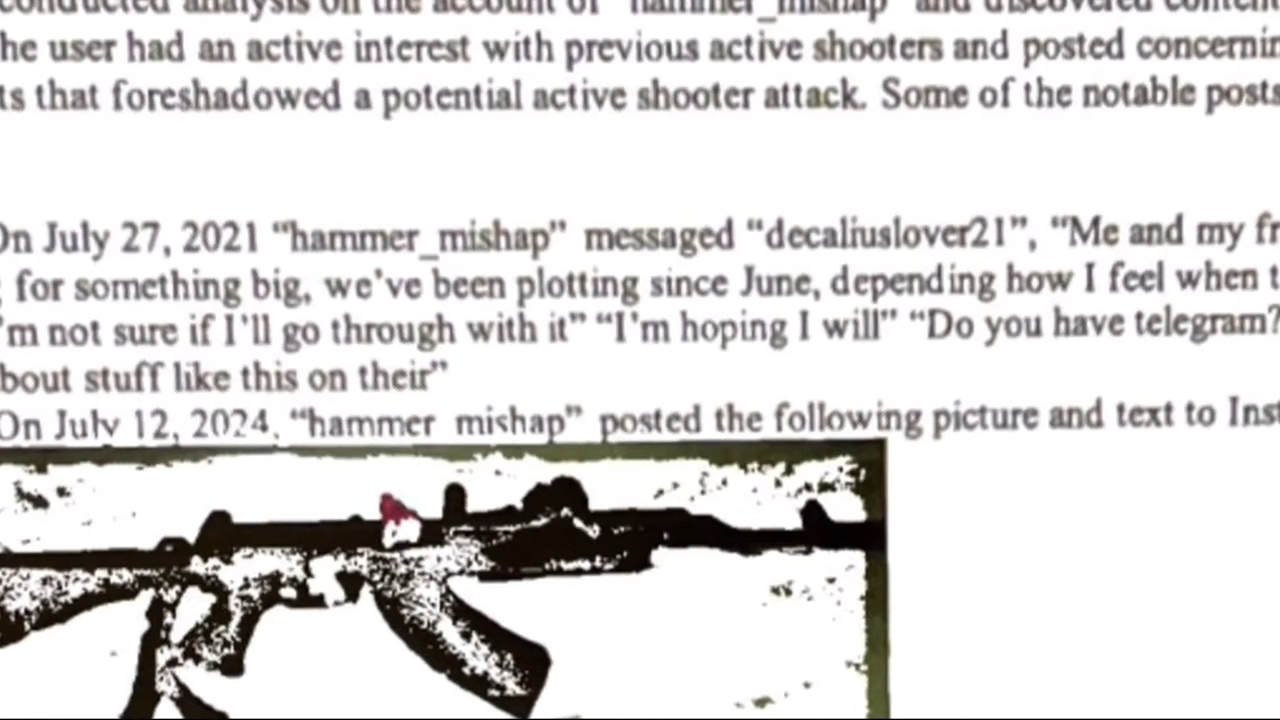 conducted analysis on the account of "hammer_mishap" and discovered content
he user had an active interest with previous active shooters and posted concernin
ts that foreshadowed a potential active shooter attack. Some of the notable posts
On July 27, 2021 “hammer_mishap” messaged “decaliuslover21”, “Me and my fr
for something big, we’ve been plotting since June, depending how I feel when t
’m not sure if I’ll go through with it” “I’m hoping I will” “Do you have telegram?
bout stuff like this on their”
On July 12, 2024, “hammer_mishap” posted the following picture and text to Inst